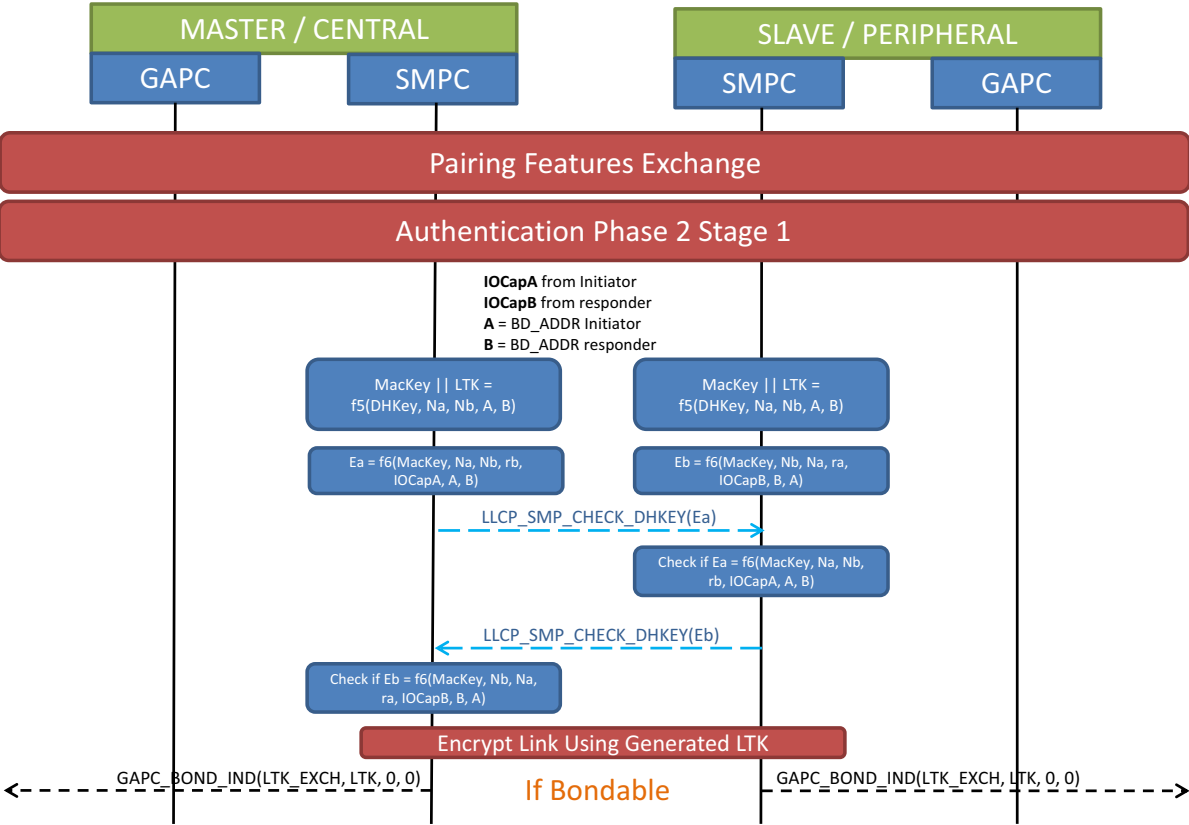 MASTER / CENTRAL
SLAVE / PERIPHERAL
GAPC
SMPC
SMPC
GAPC
Pairing Features Exchange
Authentication Phase 2 Stage 1
IOCapA from Initiator
IOCapB from responder
A = BD_ADDR Initiator
B = BD_ADDR responder
MacKey || LTK =
f5(DHKey, Na, Nb, A, B)
MacKey || LTK =
f5(DHKey, Na, Nb, A, B)
Ea = f6(MacKey, Na, Nb, rb,
IOCapA, A, B)
Eb = f6(MacKey, Nb, Na, ra,
IOCapB, B, A)
LLCP_SMP_CHECK_DHKEY(Ea)
Check if Ea = f6(MacKey, Na, Nb,
rb, IOCapA, A, B)
LLCP_SMP_CHECK_DHKEY(Eb)
Check if Eb = f6(MacKey, Nb, Na,
ra, IOCapB, B, A)
Encrypt Link Using Generated LTK
GAPC_BOND_IND(LTK_EXCH, LTK, 0, 0)
If Bondable
GAPC_BOND_IND(LTK_EXCH, LTK, 0, 0)